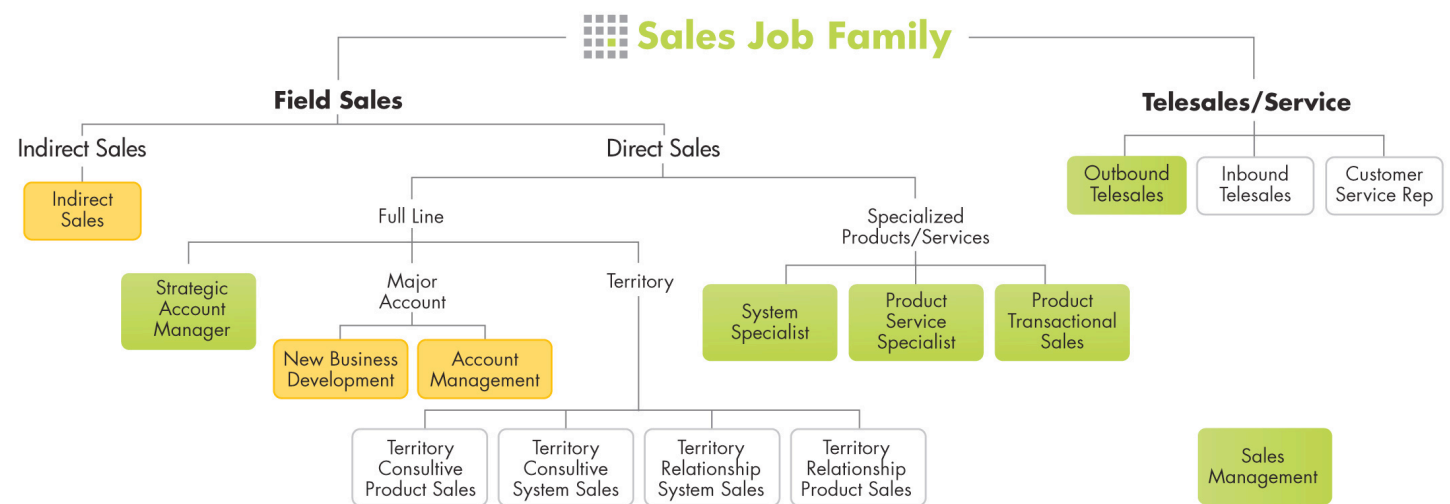 Sales Job Family
Field Sales
Telesales/Service
Indirect Sales
Direct Sales
Outbound
Telesales
Inbound
Telesales
Customer
Service Rep
Indirect
Sales
Full Line
Specialized
Products/Services
Strategic
Account
Manager
Major
Account
Territory
System
Specialist
Product
Service
Specialist
Product
Transactional
Sales
New Business
Development
Account
Management
Territory
Consultive
Product Sales
Territory
Consultive
System Sales
Territory
Relationship
System Sales
Territory
Relationship
Product Sales
Sales
Management